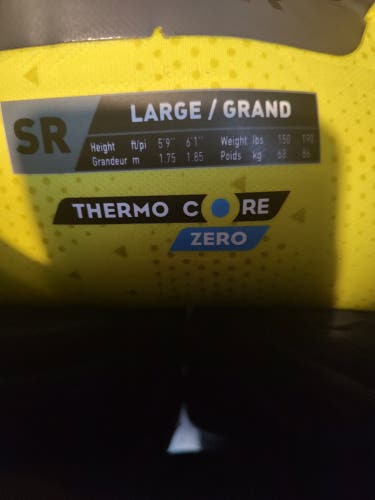 SR
LARGE / GRAND
Height ft/pi 5'9" 6'1" Weight lbs 150 190
Grandeur m 1.75 1.85 Poids kg 68 86
THERMO CORE
ZERO